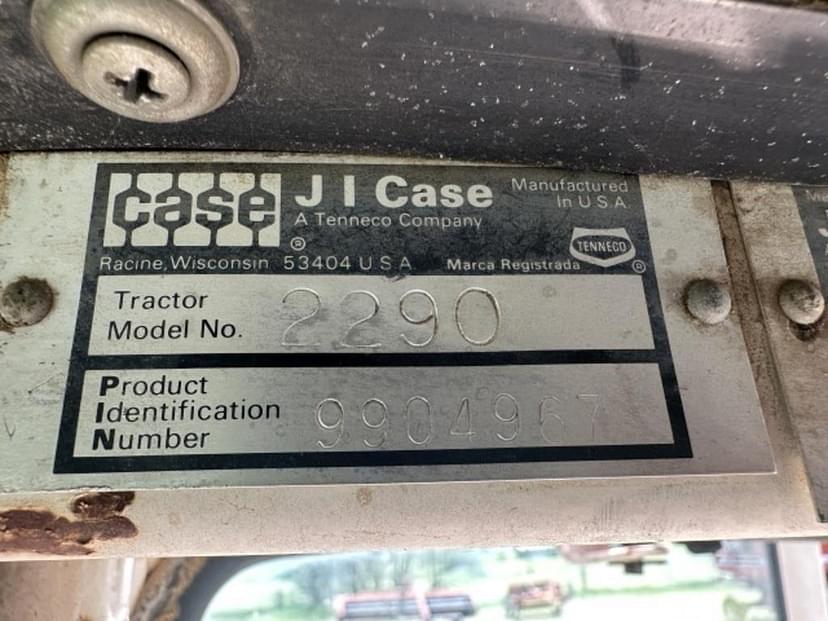 case J I Case Manufactured
In U.S.A.
A Tenneco Company
® TENNECO
Racine, Wisconsin 53404 U S A Marca Registrada ®
Tractor
Model No. 2290
Product
Identification
Number 9904967
PIN